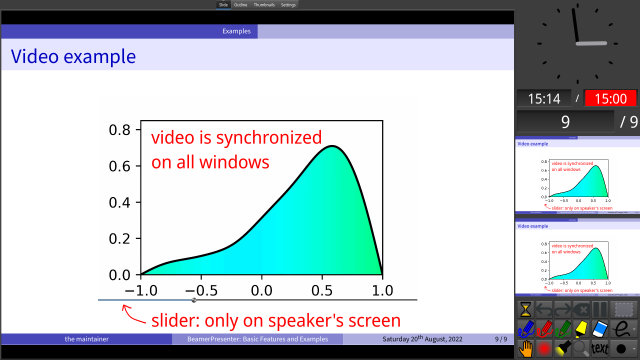 Slide Outline Thumbnails Settings
Examples
Video example
video is synchronized
on all windows
0.8
0.6
0.4
0.2
0.0
−1.0 −0.5 0.0 0.5 1.0
slider: only on speaker's screen
the maintainer BeamerPresenter: Basic Features and Examples Saturday 20th August, 2022 9 / 9
15:14 / 15:00
9 / 9
Video example
video is synchronized
on all windows
slider: only on speaker's screen
Video example
video is synchronized
on all windows
slider: only on speaker's screen
text